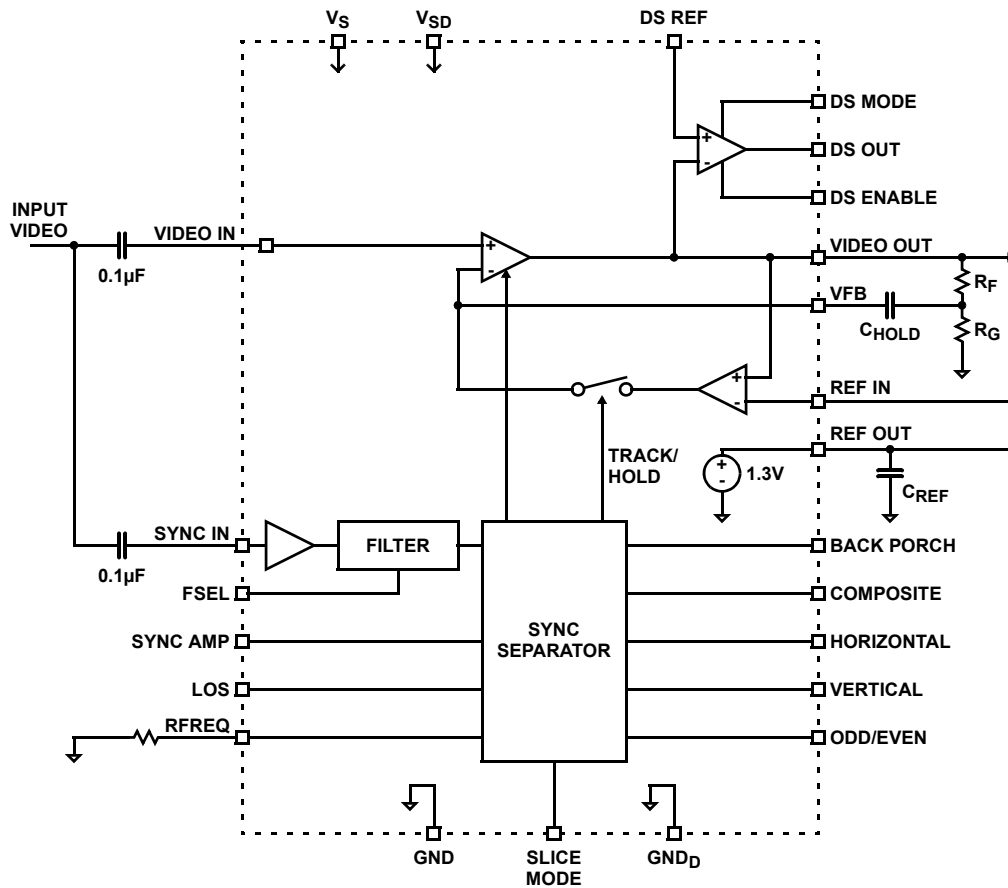 VS
VSD
DS REF
DS MODE
+
-
DS OUT
DS ENABLE
INPUT
VIDEO
VIDEO IN
0.1µF
+
-
VIDEO OUT
RF
VFB
CHOLD
RG
+
-
REF IN
REF OUT
TRACK/
HOLD
+
-
1.3V
CREF
SYNC IN
0.1µF
FILTER
BACK PORCH
FSEL
COMPOSITE
SYNC
SEPARATOR
SYNC AMP
HORIZONTAL
LOS
VERTICAL
RFREQ
ODD/EVEN
GND
SLICE
MODE
GNDD